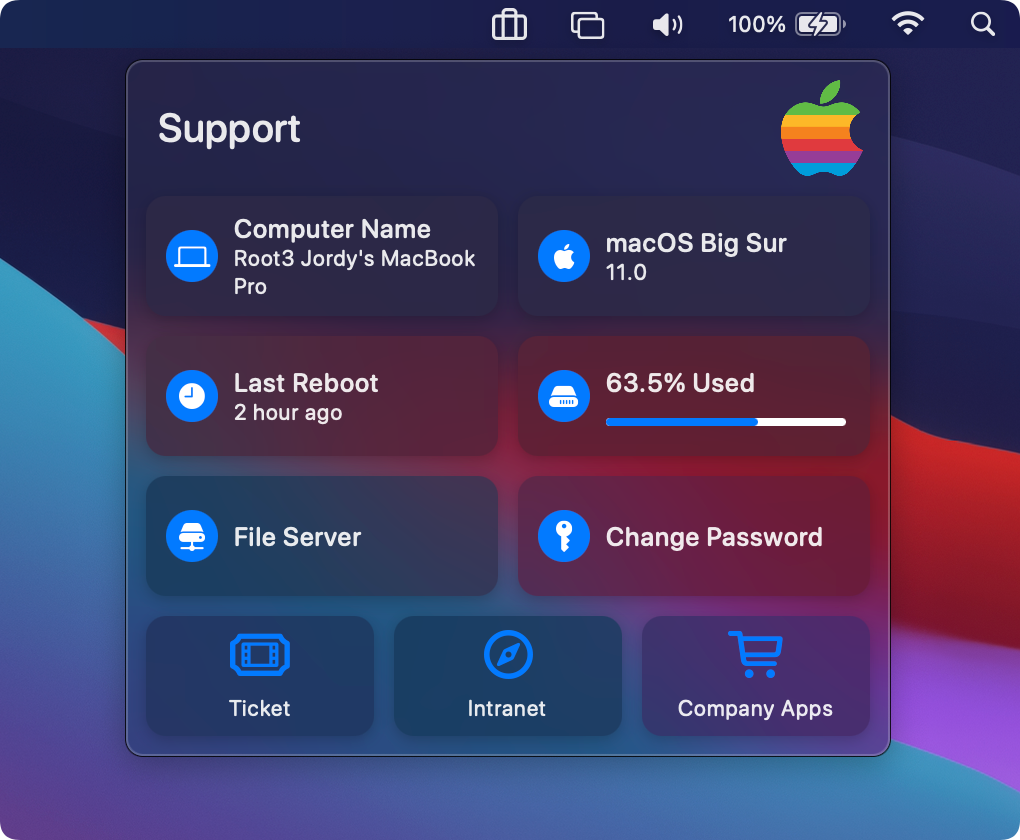 100%
Support
Computer Name
Root3 Jordy's MacBook
Pro
macOS Big Sur
11.0
Last Reboot
2 hour ago
63.5% Used
File Server
Change Password
Ticket
Intranet
Company Apps